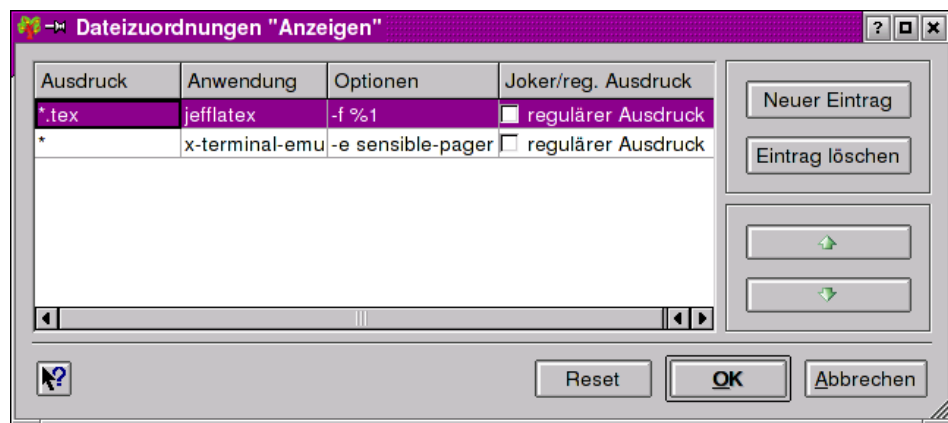 Dateizuordnungen "Anzeigen"
Ausdruck Anwendung Optionen Joker/reg. Ausdruck
*.tex jefflatex -f %1 regulärer Ausdruck
* x-terminal-emu -e sensible-pager regulärer Ausdruck
Neuer Eintrag
Eintrag löschen
Reset OK Abbrechen